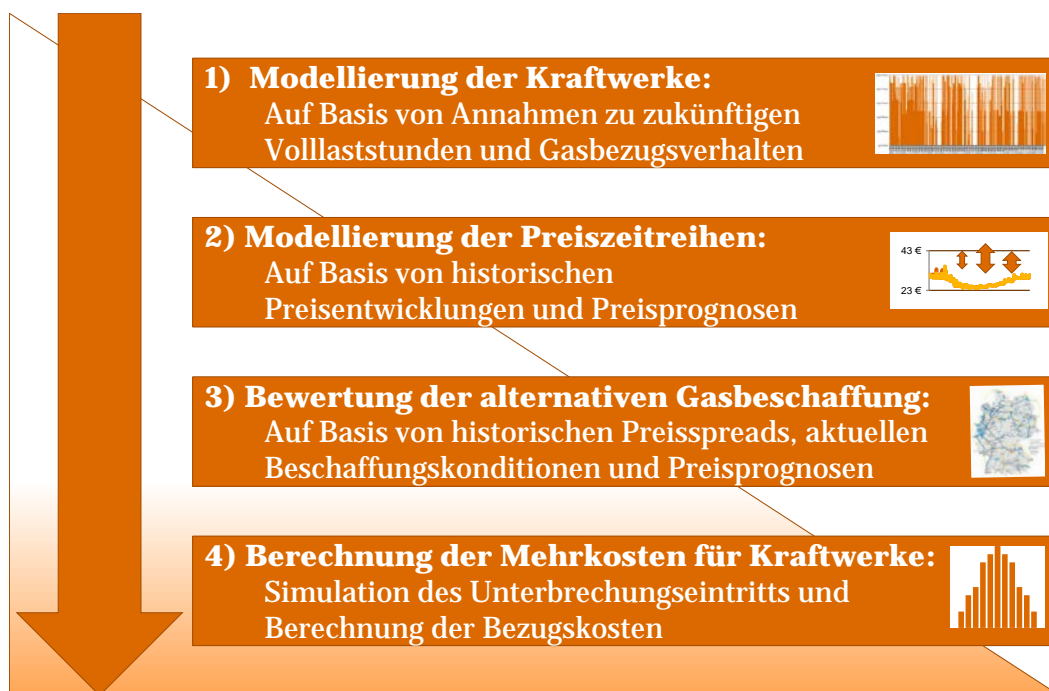 1) Modellierung der Kraftwerke:
Auf Basis von Annahmen zu zukünftigen
Volllaststunden und Gasbezugsverhalten
2) Modellierung der Preiszeitreihen:
Auf Basis von historischen
Preisentwicklungen und Preisprognosen
43 €
23 €
3) Bewertung der alternativen Gasbeschaffung:
Auf Basis von historischen Preisspreads, aktuellen
Beschaffungskonditionen und Preisprognosen
4) Berechnung der Mehrkosten für Kraftwerke:
Simulation des Unterbrechungseintritts und
Berechnung der Bezugskosten